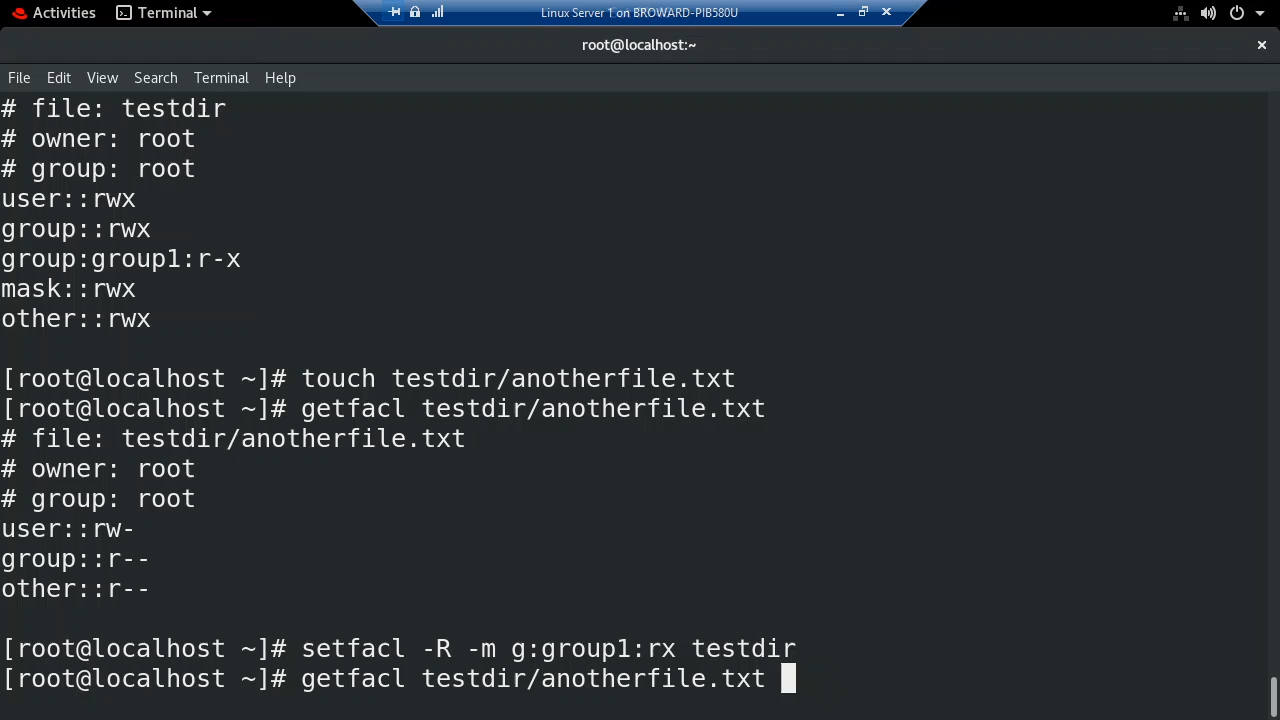 Activities Terminal Linux Server 1 on BROWARD-PIB580U
root@localhost:~
File Edit View Search Terminal Help
# file: testdir
# owner: root
# group: root
user::rwx
group::rwx
group:group1:r-x
mask::rwx
other::rwx
[root@localhost ~]# touch testdir/anotherfile.txt
[root@localhost ~]# getfacl testdir/anotherfile.txt
# file: testdir/anotherfile.txt
# owner: root
# group: root
user::rw-
group::r--
other::r--
[root@localhost ~]# setfacl -R -m g:group1:rx testdir
[root@localhost ~]# getfacl testdir/anotherfile.txt